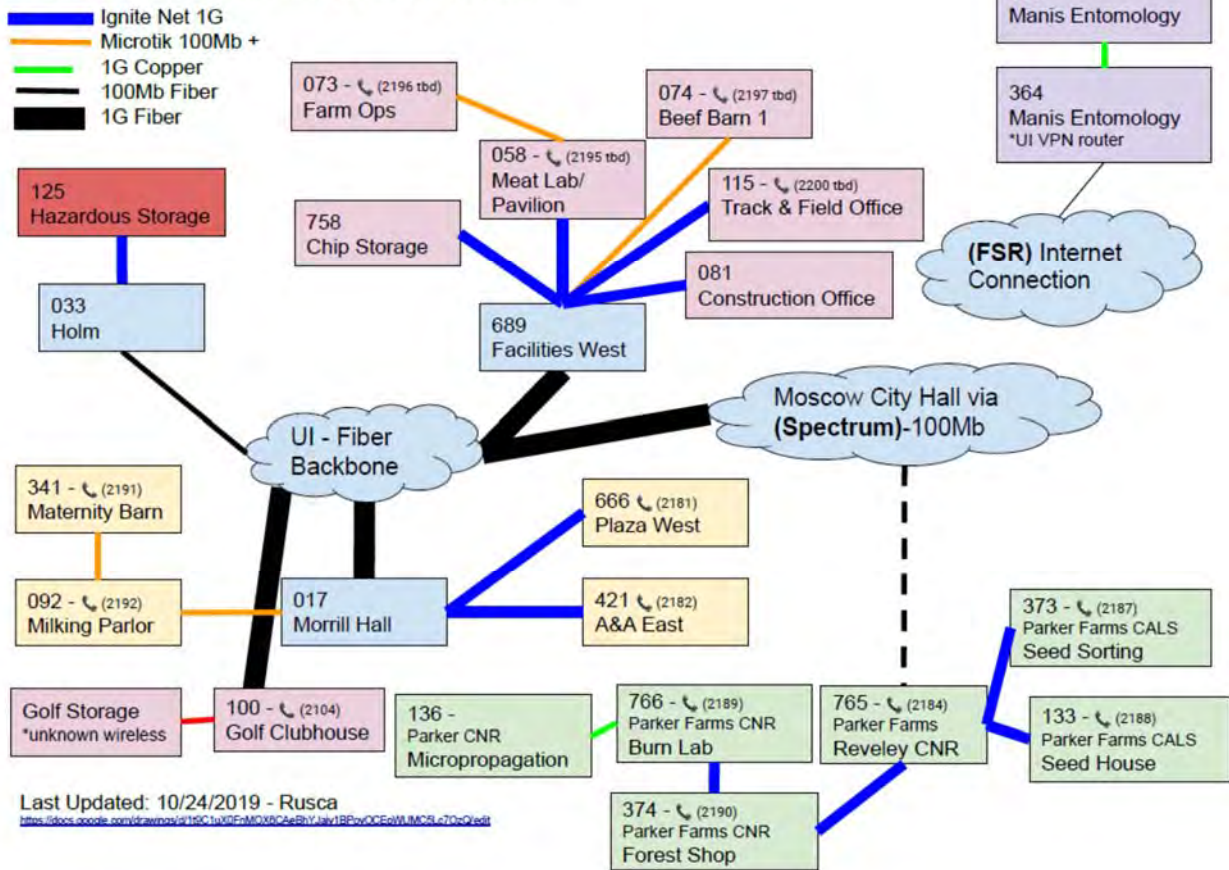 Ignite Net 1G
Microtik 100Mb +
1G Copper
100Mb Fiber
1G Fiber
Manis Entomology
364
Manis Entomology
*UI VPN router
(FSR) Internet
Connection
073 - 📞 (2196 tbd)
Farm Ops
074 - 📞 (2197 tbd)
Beef Barn 1
058 - 📞 (2195 tbd)
Meat Lab/
Pavilion
115 - 📞 (2200 tbd)
Track & Field Office
758
Chip Storage
081
Construction Office
125
Hazardous Storage
033
Holm
689
Facilities West
UI - Fiber
Backbone
Moscow City Hall via
(Spectrum)-100Mb
341 - 📞 (2191)
Maternity Barn
092 - 📞 (2192)
Milking Parlor
017
Morrill Hall
666 📞 (2181)
Plaza West
421 📞 (2182)
A&A East
Golf Storage
*unknown wireless
100 - 📞 (2104)
Golf Clubhouse
136 -
Parker CNR
Micropropagation
766 - 📞 (2189)
Parker Farms CNR
Burn Lab
765 - 📞 (2184)
Parker Farms
Reveley CNR
373 - 📞 (2187)
Parker Farms CALS
Seed Sorting
133 - 📞 (2188)
Parker Farms CALS
Seed House
374 - 📞 (2190)
Parker Farms CNR
Forest Shop
Last Updated: 10/24/2019 - Rusca